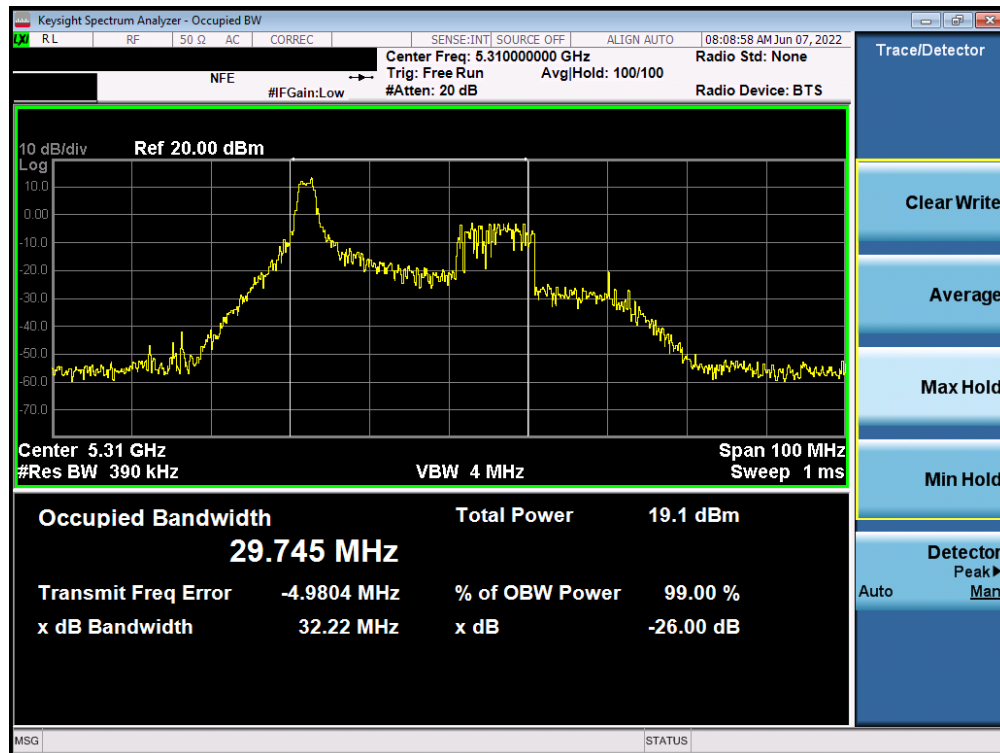 Keysight Spectrum Analyzer - Occupied BW
LXI RL RF 50 Ω AC CORREC SENSE:INT SOURCE OFF ALIGN AUTO 08:08:58 AM Jun 07, 2022
Center Freq: 5.310000000 GHz Radio Std: None
NFE Trig: Free Run Avg|Hold: 100/100
#IFGain:Low #Atten: 20 dB Radio Device: BTS
10 dB/div Ref 20.00 dBm
Log
10.0
0.00
-10.0
-20.0
-30.0
-40.0
-50.0
-60.0
-70.0
Center 5.31 GHz Span 100 MHz
#Res BW 390 kHz VBW 4 MHz Sweep 1 ms
Occupied Bandwidth Total Power 19.1 dBm
29.745 MHz
Transmit Freq Error -4.9804 MHz % of OBW Power 99.00 %
x dB Bandwidth 32.22 MHz x dB -26.00 dB
MSG STATUS
Trace/Detector
Clear Write
Average
Max Hold
Min Hold
Detector
Peak
Auto Man